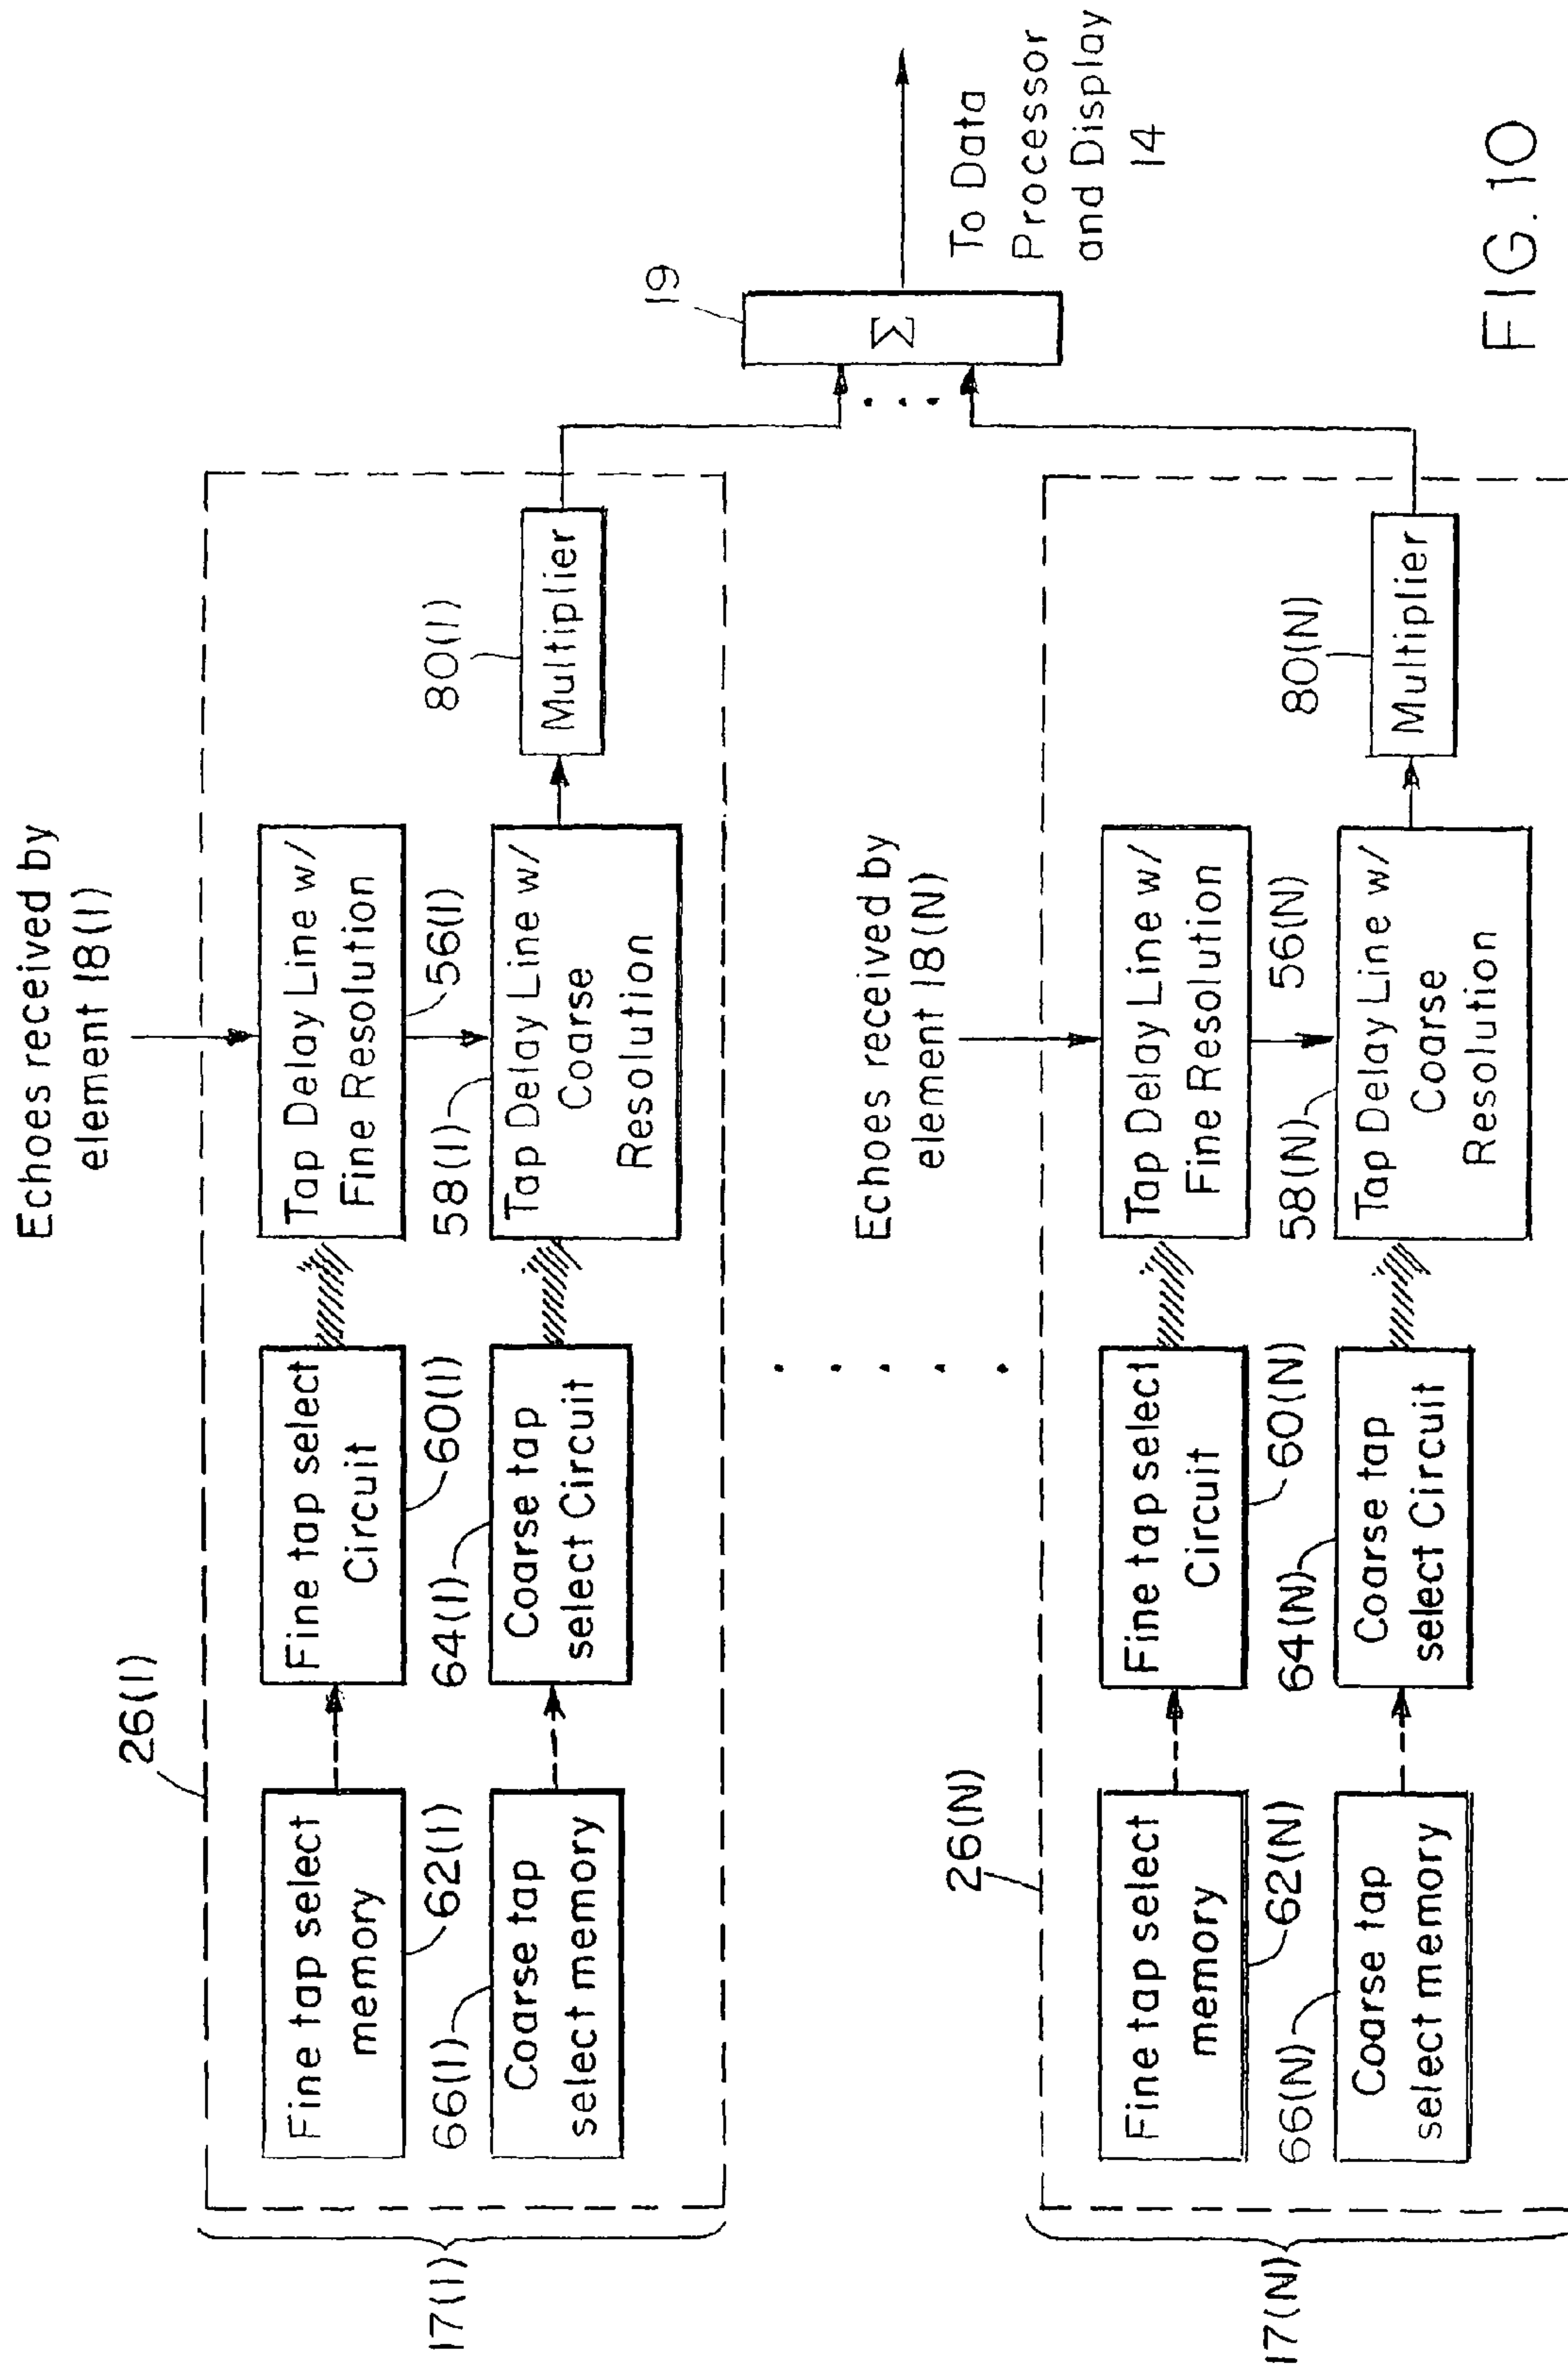 Echoes received by
element 18(1)
26(1)
17(1)
Fine tap select
memory
62(1)
Fine tap select
Circuit
60(1)
Tap Delay Line w/
Fine Resolution
56(1)
66(1)
Coarse tap
select memory
64(1)
Coarse tap
select Circuit
58(1)
Tap Delay Line w/
Coarse
Resolution
80(1)
Multiplier
19
Σ
To Data
Processor
and Display
14
Echoes received by
element 18(N)
26(N)
17(N)
Fine tap select
memory
62(N)
Fine tap select
Circuit
60(N)
Tap Delay Line w/
Fine Resolution
56(N)
66(N)
Coarse tap
select memory
64(N)
Coarse tap
select Circuit
58(N)
Tap Delay Line w/
Coarse
Resolution
80(N)
Multiplier
FIG. 10